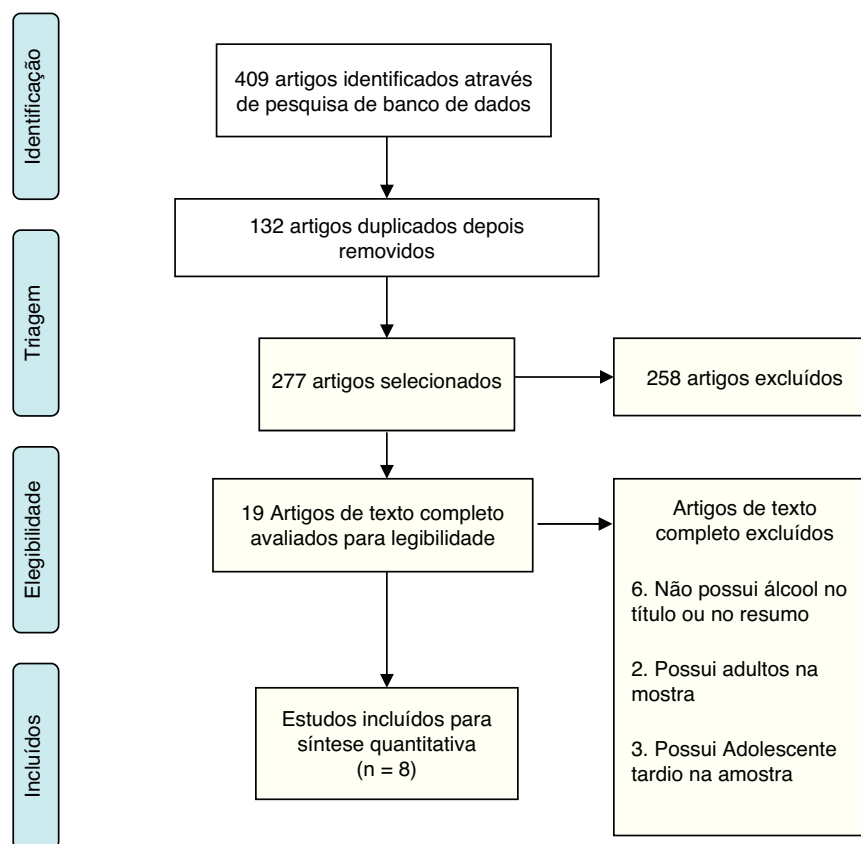 Identificação
409 artigos identificados através
de pesquisa de banco de dados
132 artigos duplicados depois
removidos
Triagem
277 artigos selecionados
258 artigos excluídos
Elegibilidade
19 Artigos de texto completo
avaliados para legibilidade
Artigos de texto
completo excluídos
6. Não possui álcool no
título ou no resumo
2. Possui adultos na
mostra
3. Possui Adolescente
tardio na amostra
Incluídos
Estudos incluídos para
síntese quantitativa
(n = 8)